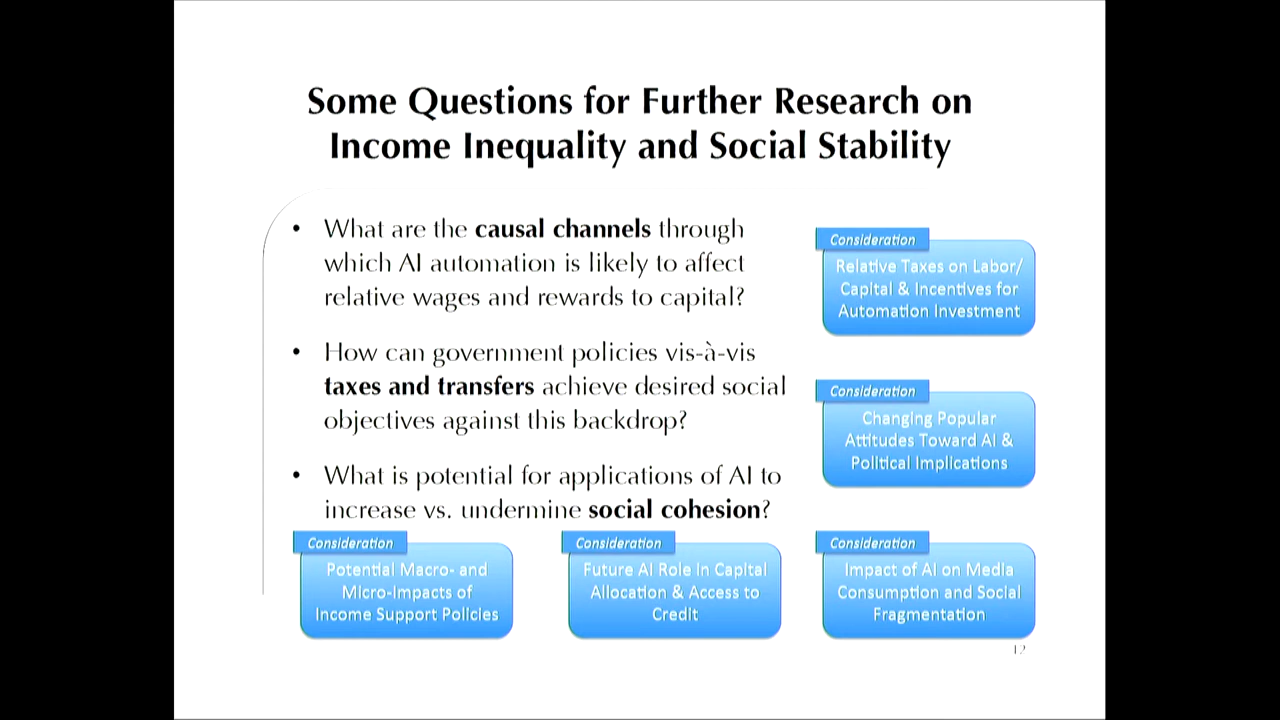 Some Questions for Further Research on
Income Inequality and Social Stability
• What are the causal channels through
which AI automation is likely to affect
relative wages and rewards to capital?
• How can government policies vis-à-vis
taxes and transfers achieve desired social
objectives against this backdrop?
• What is potential for applications of AI to
increase vs. undermine social cohesion?
Consideration
Relative Taxes on Labor/
Capital & Incentives for
Automation Investment
Consideration
Changing Popular
Attitudes Toward AI &
Political Implications
Consideration
Potential Macro- and
Micro-Impacts of
Income Support Policies
Consideration
Future AI Role in Capital
Allocation & Access to
Credit
Consideration
Impact of AI on Media
Consumption and Social
Fragmentation
12